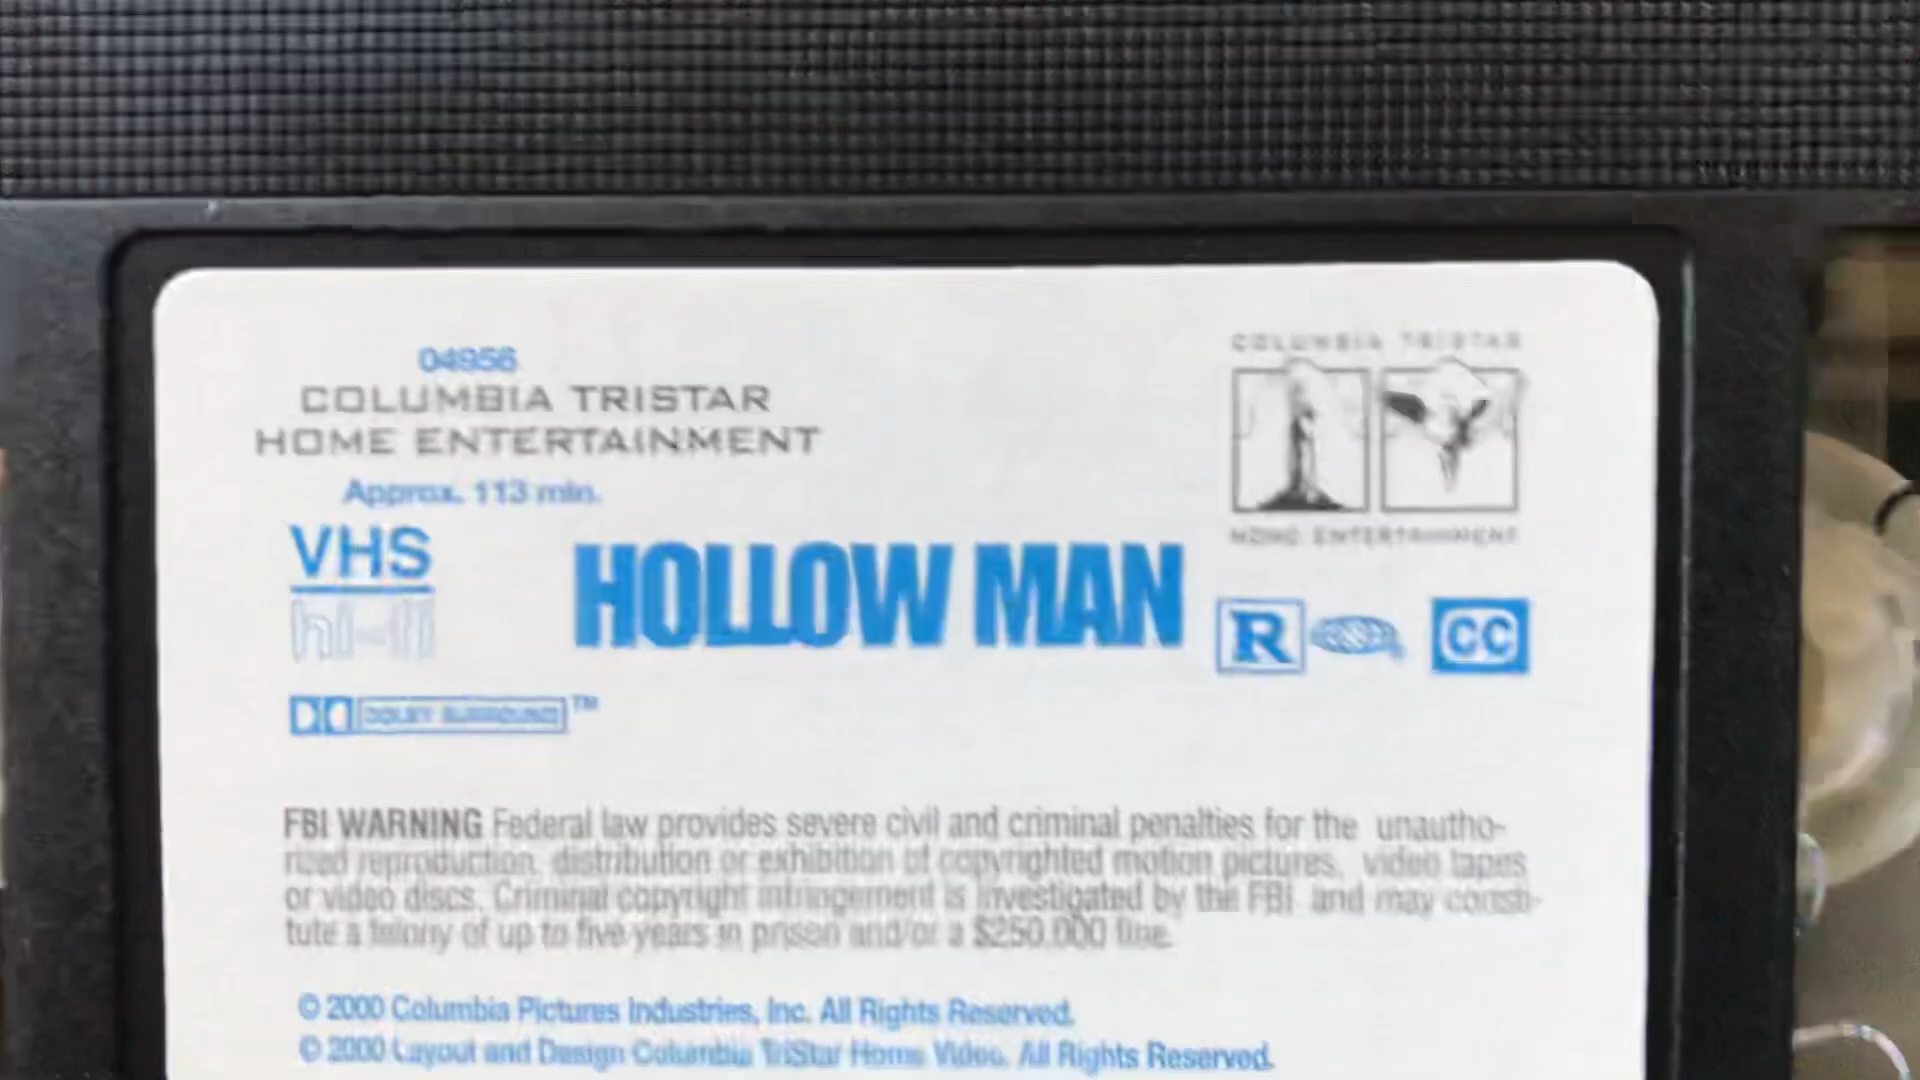 04956
COLUMBIA TRISTAR
HOME ENTERTAINMENT
Approx. 113 min.
COLUMBIA TRISTAR
HOME ENTERTAINMENT
VHS
hi-fi
HOLLOW MAN
R
CC
DOLBY SURROUND™
FBI WARNING Federal law provides severe civil and criminal penalties for the unautho-
rized reproduction, distribution or exhibition of copyrighted motion pictures, video tapes
or video discs. Criminal copyright infringement is investigated by the FBI and may consti-
tute a felony of up to five years in prison and/or a $250,000 fine.
© 2000 Columbia Pictures Industries, Inc. All Rights Reserved.
© 2000 Layout and Design Columbia TriStar Home Video. All Rights Reserved.